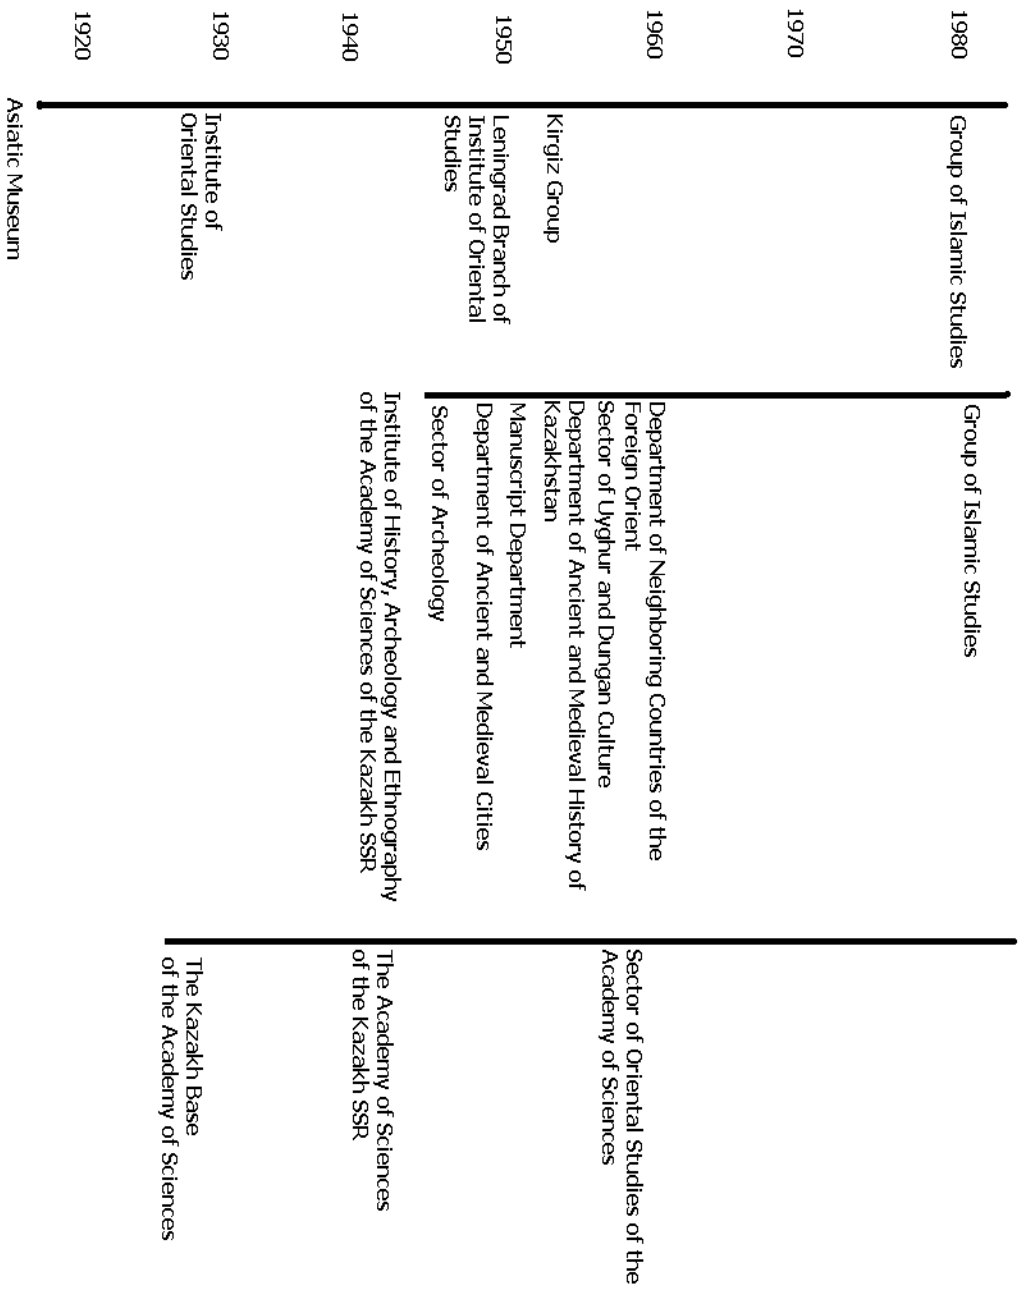 1980
1970
1960
1950
1940
1930
1920
Group of Islamic Studies
Kirgiz Group
Leningrad Branch of
Institute of Oriental
Studies
Institute of
Oriental Studies
Asiatic Museum
Group of Islamic Studies
Department of Neighboring Countries of the
Foreign Orient
Sector of Uyghur and Dungan Culture
Department of Ancient and Medieval History of
Kazakhstan
Manuscript Department
Department of Ancient and Medieval Cities
Sector of Archeology
Institute of History, Archeology and Ethnography
of the Academy of Sciences of the Kazakh SSR
Sector of Oriental Studies of the
Academy of Sciences
The Academy of Sciences
of the Kazakh SSR
The Kazakh Base
of the Academy of Sciences